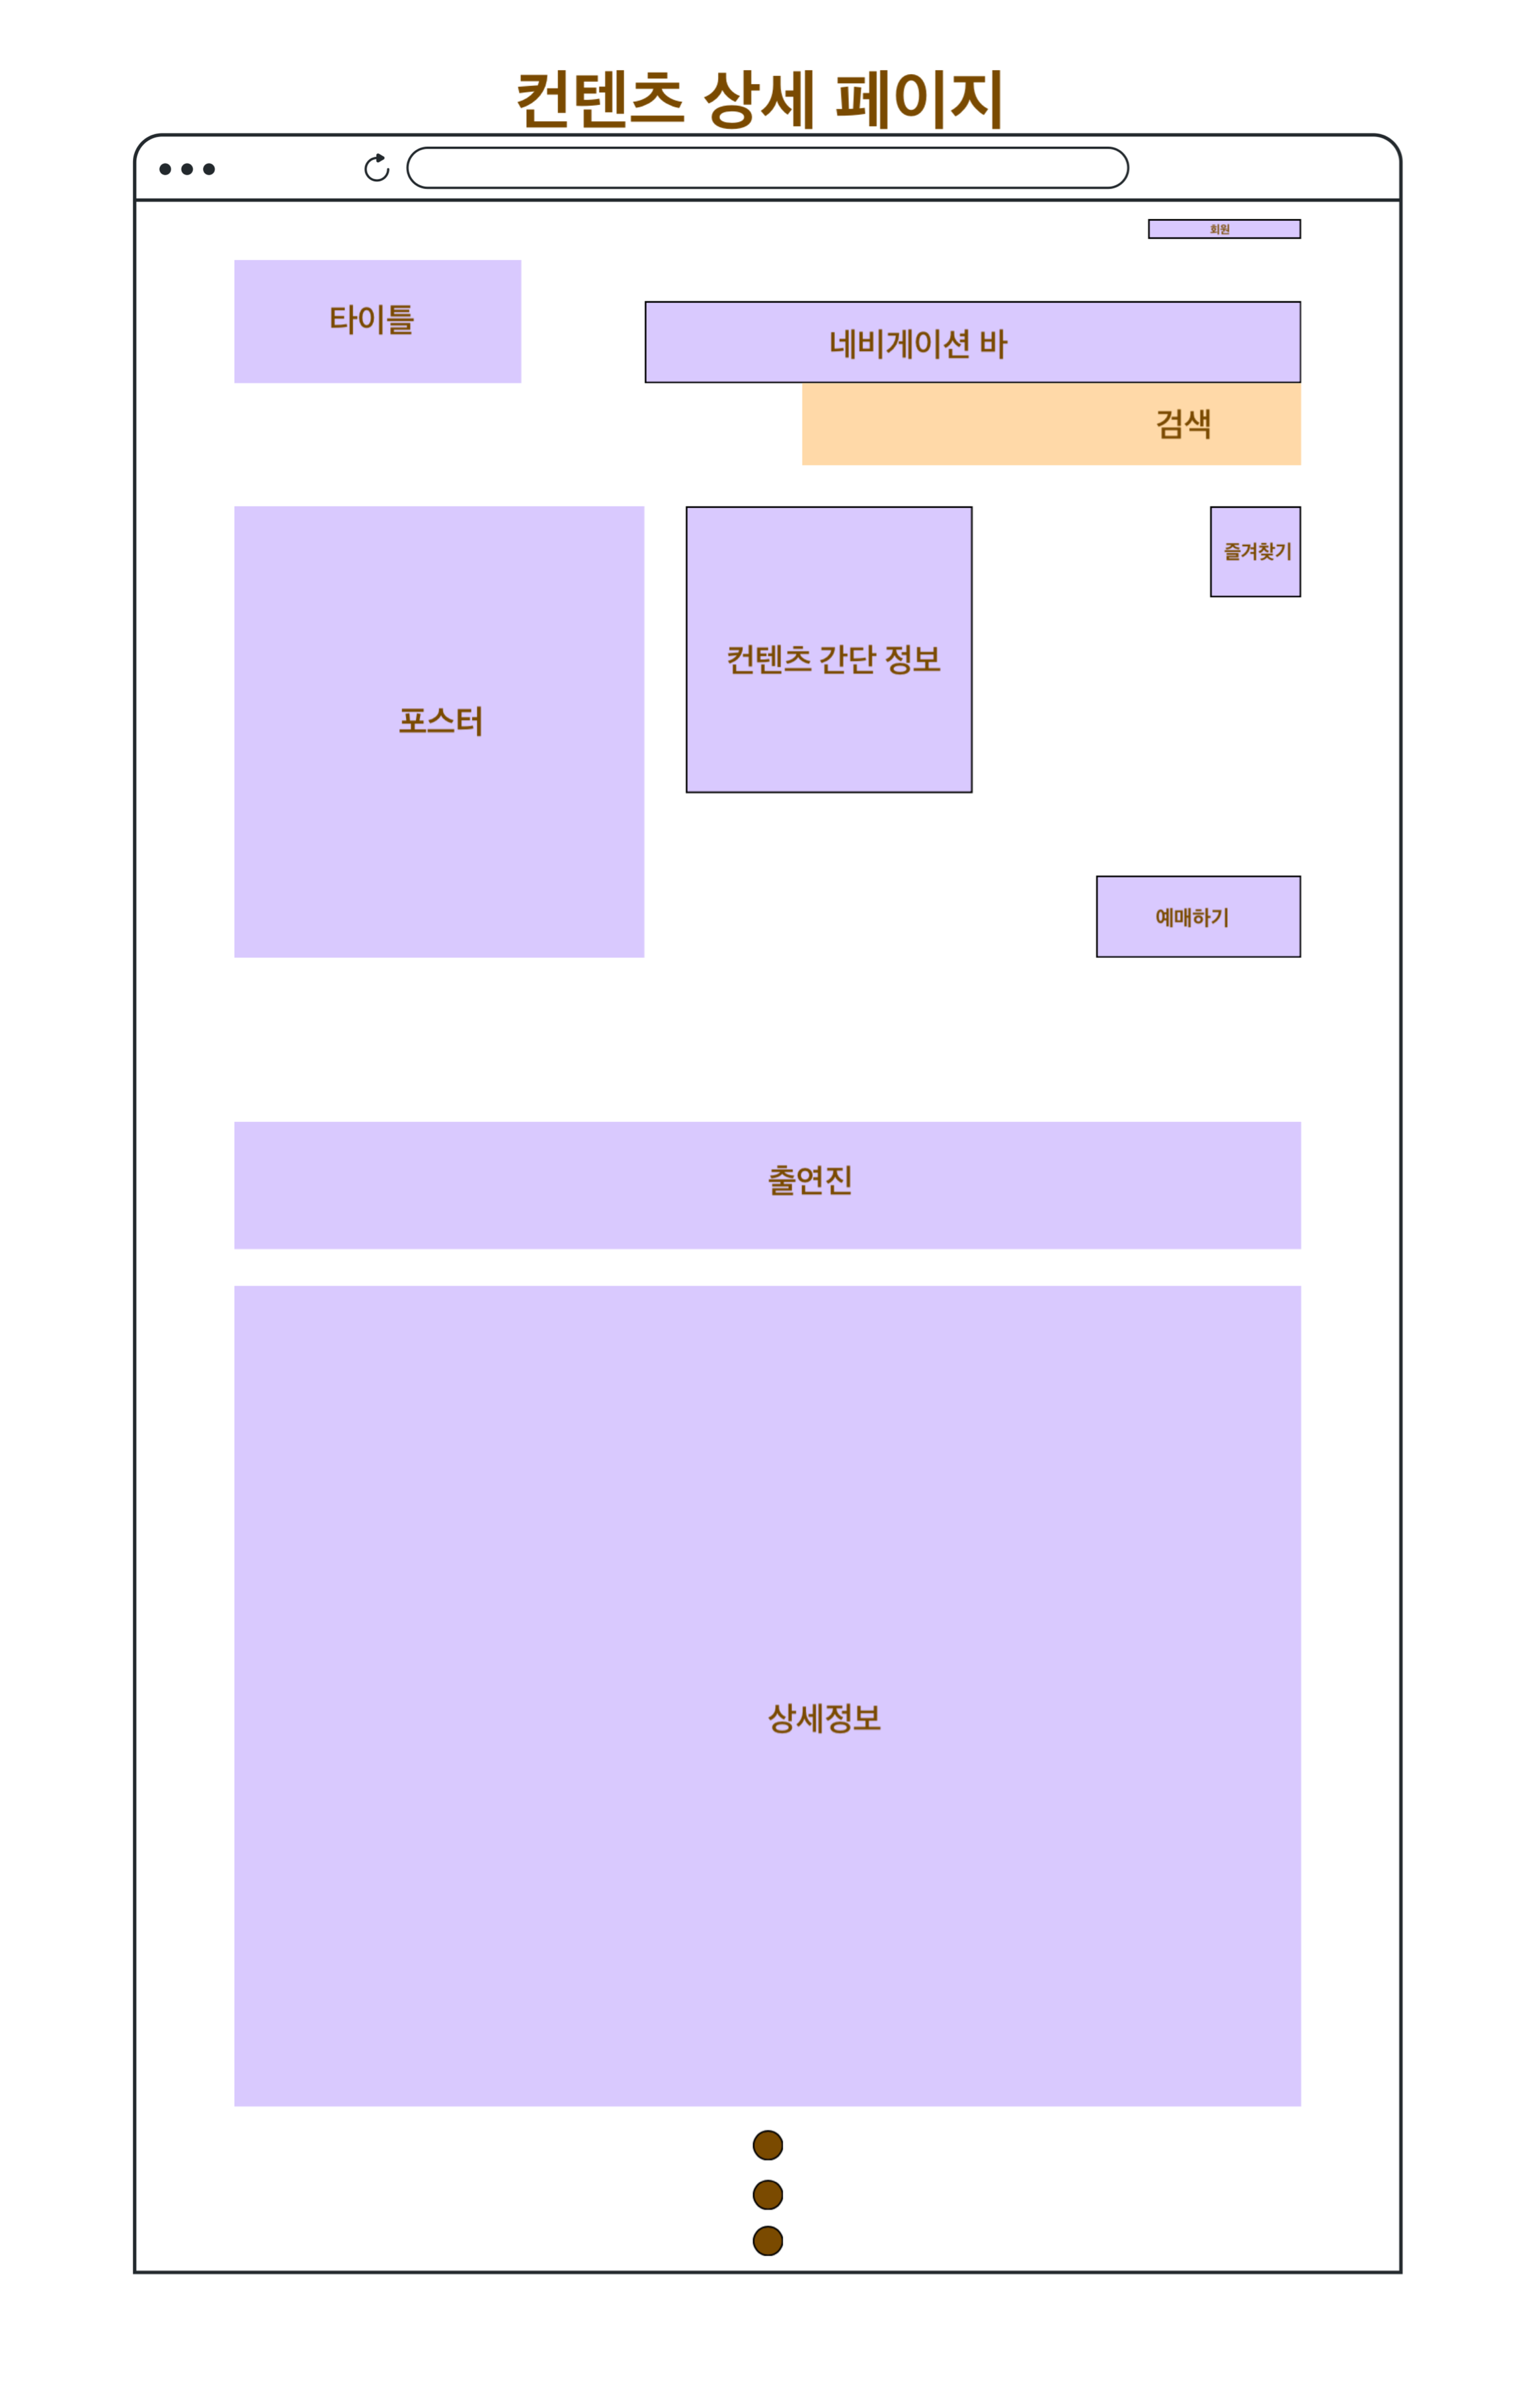 컨텐츠 상세 페이지
회원
타이틀
네비게이션 바
검색
포스터
컨텐츠 간단 정보
즐겨찾기
예매하기
출연진
상세정보